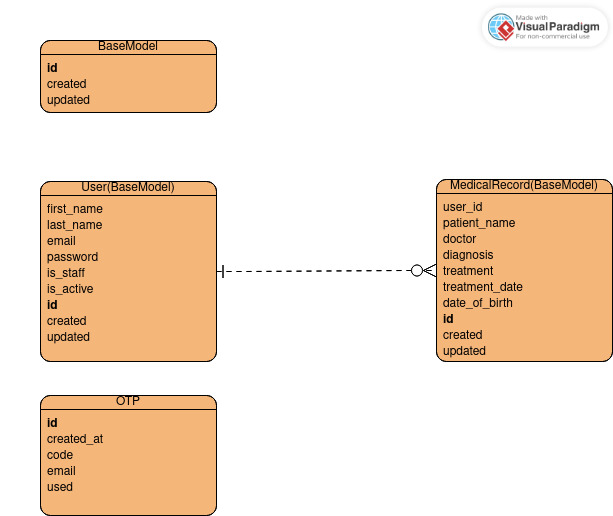 Made with
VisualParadigm
For non-commercial use
BaseModel
id
created
updated
User(BaseModel)
first_name
last_name
email
password
is_staff
is_active
id
created
updated
MedicalRecord(BaseModel)
user_id
patient_name
doctor
diagnosis
treatment
treatment_date
date_of_birth
id
created
updated
OTP
id
created_at
code
email
used